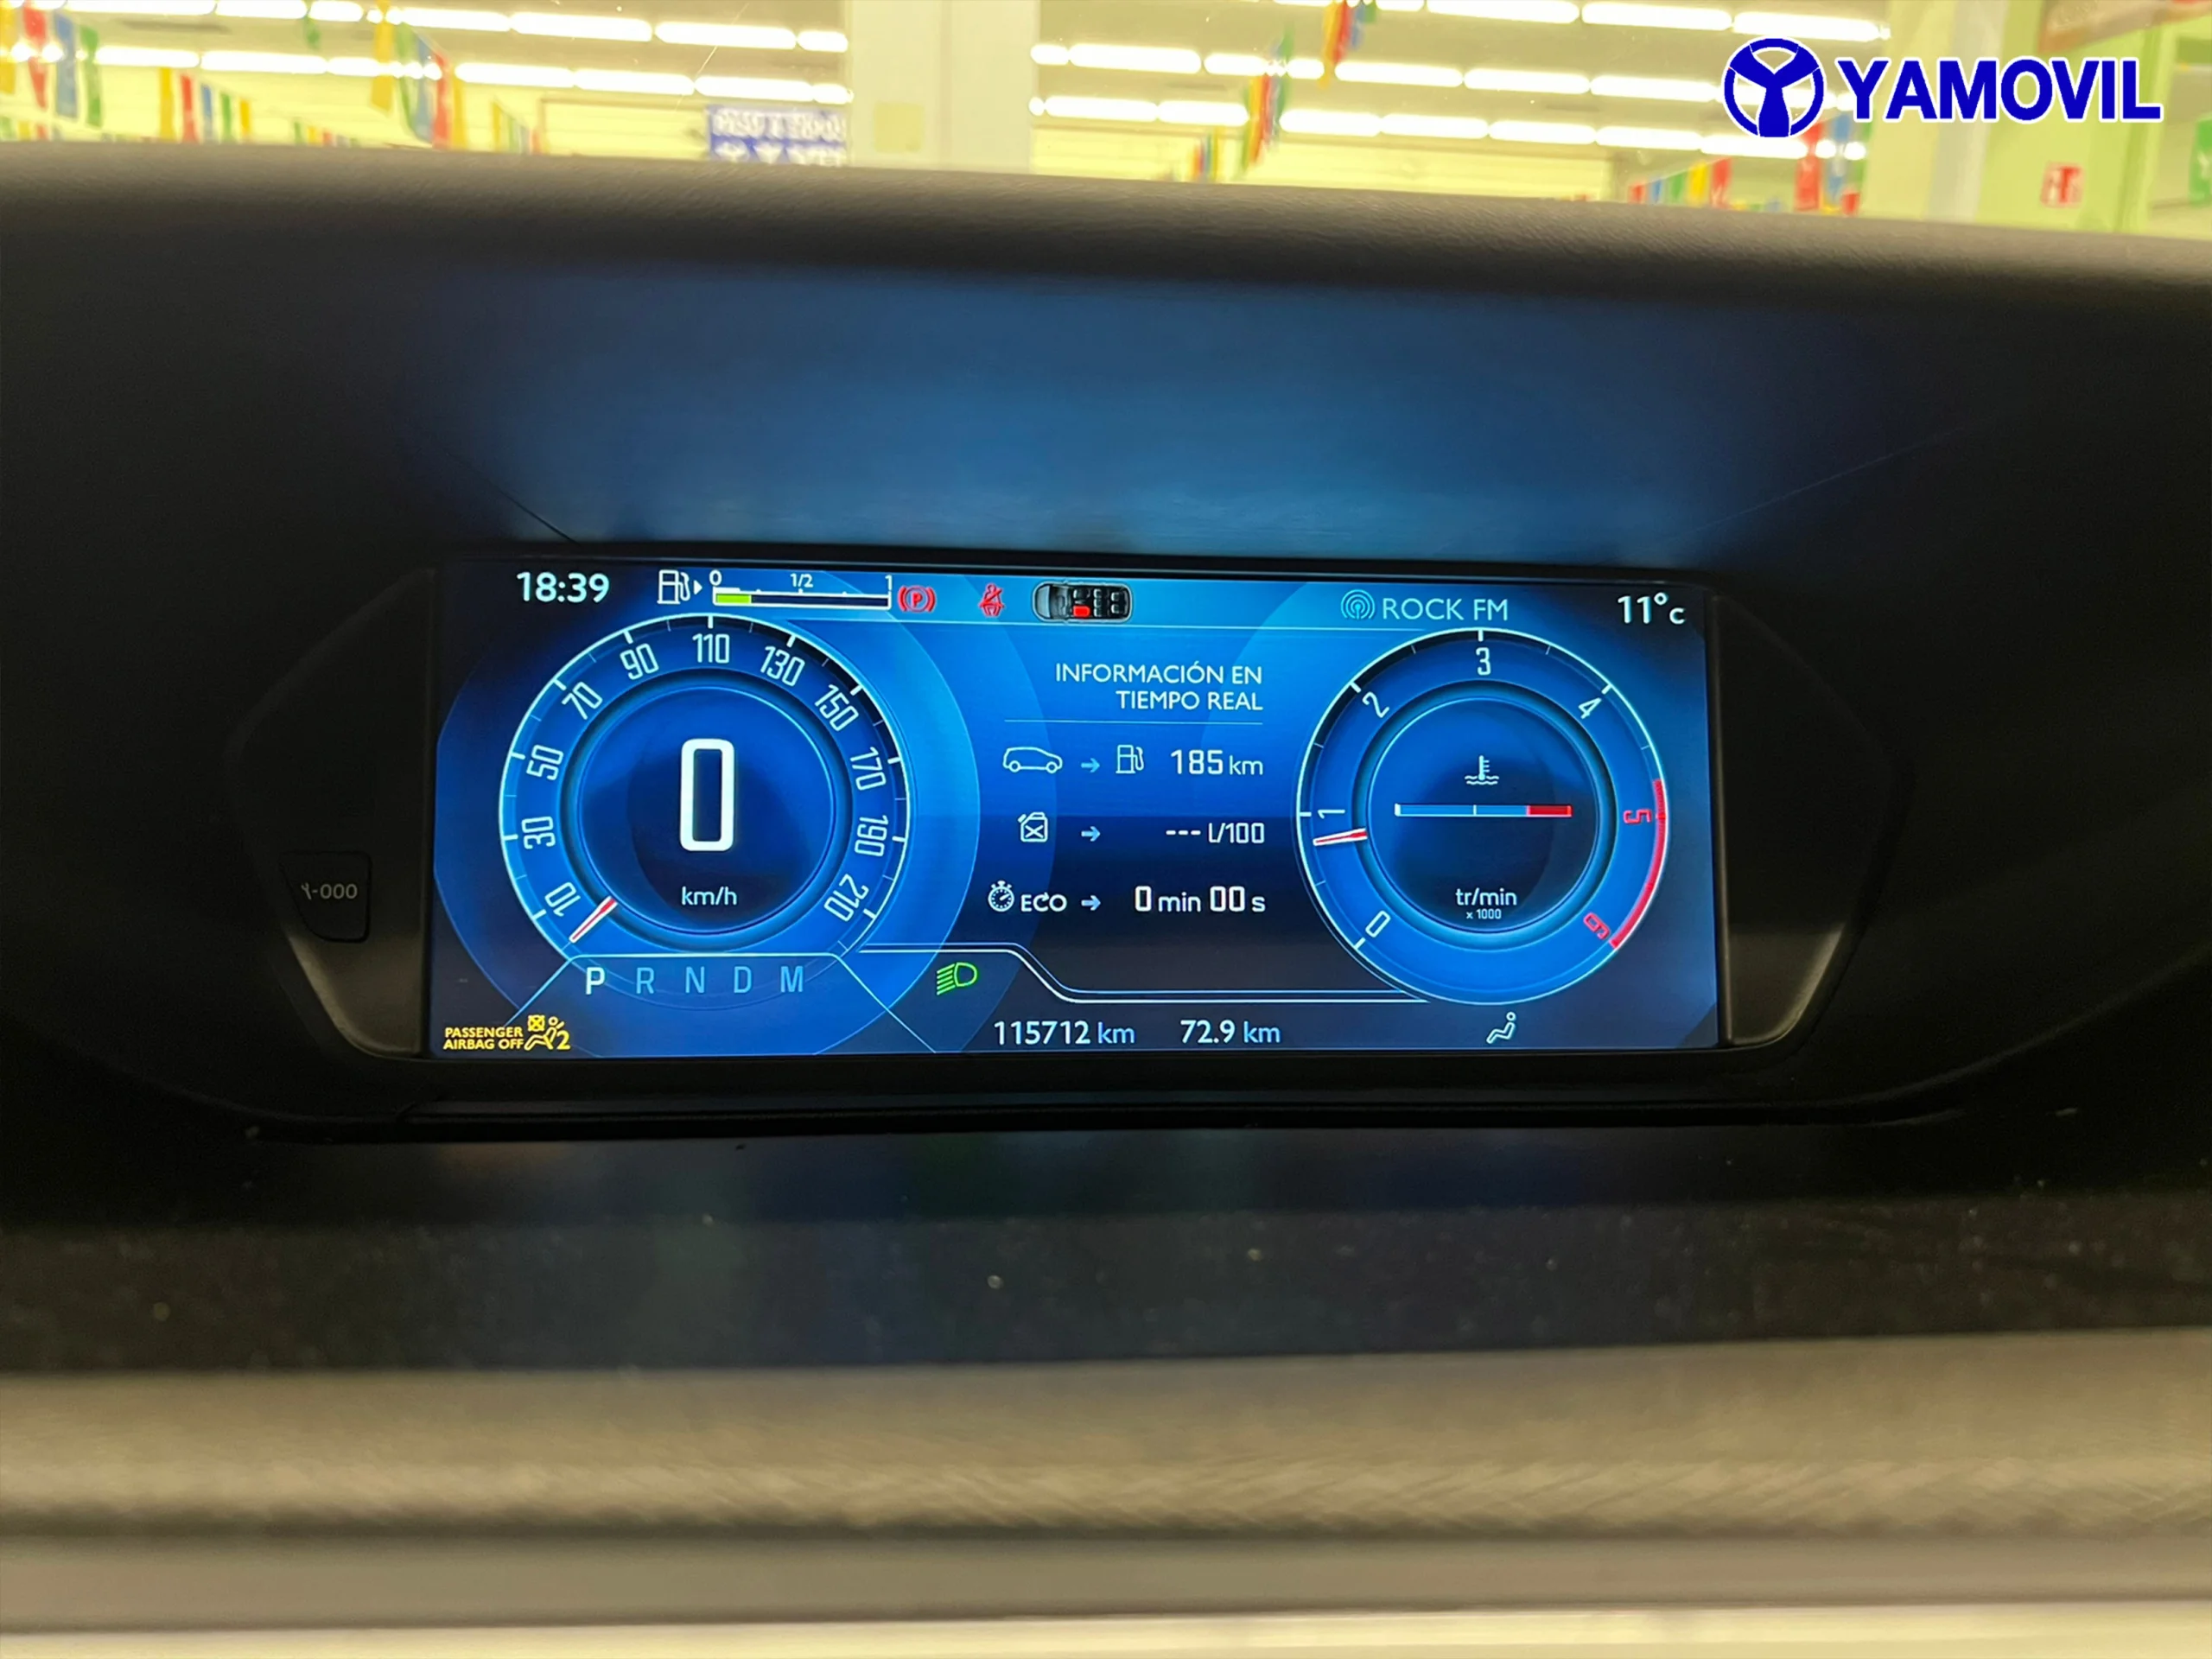 YAMOVIL
18:39
0 1/2 1
P
ROCK FM
11°C
10 30 50 70 90 110 130 150 170 190 210
0
km/h
INFORMACIÓN EN
TIEMPO REAL
185 km
--- l/100
ECO 0 min 00 s
0 1 2 3 4 5 6
tr/min
x 1000
-000
P R N D M
PASSENGER
AIRBAG OFF 2
115712 km 72.9 km